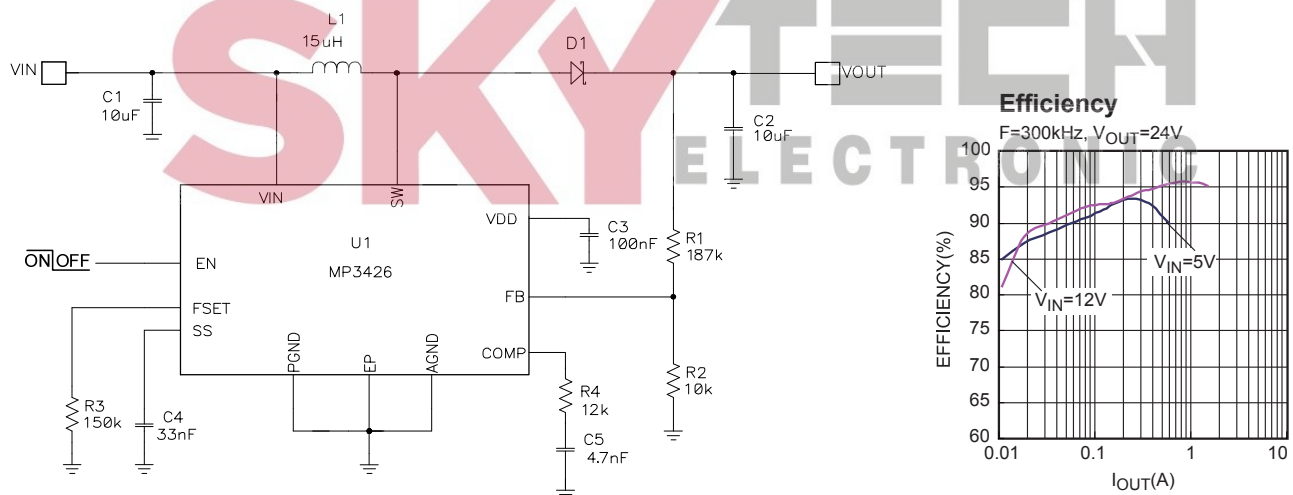 SKYTECH
ELECTRONIC
L1
15uH
VIN
C1
10uF
D1
VOUT
C2
10uF
VIN
SW
VDD
C3
100nF
U1
MP3426
ON OFF
EN
FSET
SS
FB
COMP
PGND
EP
AGND
R1
187k
R2
10k
R3
150k
C4
33nF
R4
12k
C5
4.7nF
Efficiency
F=300kHz, VOUT=24V
EFFICIENCY(%)
100
95
90
85
80
75
70
65
60
VIN=5V
VIN=12V
0.01
0.1
1
10
IOUT(A)